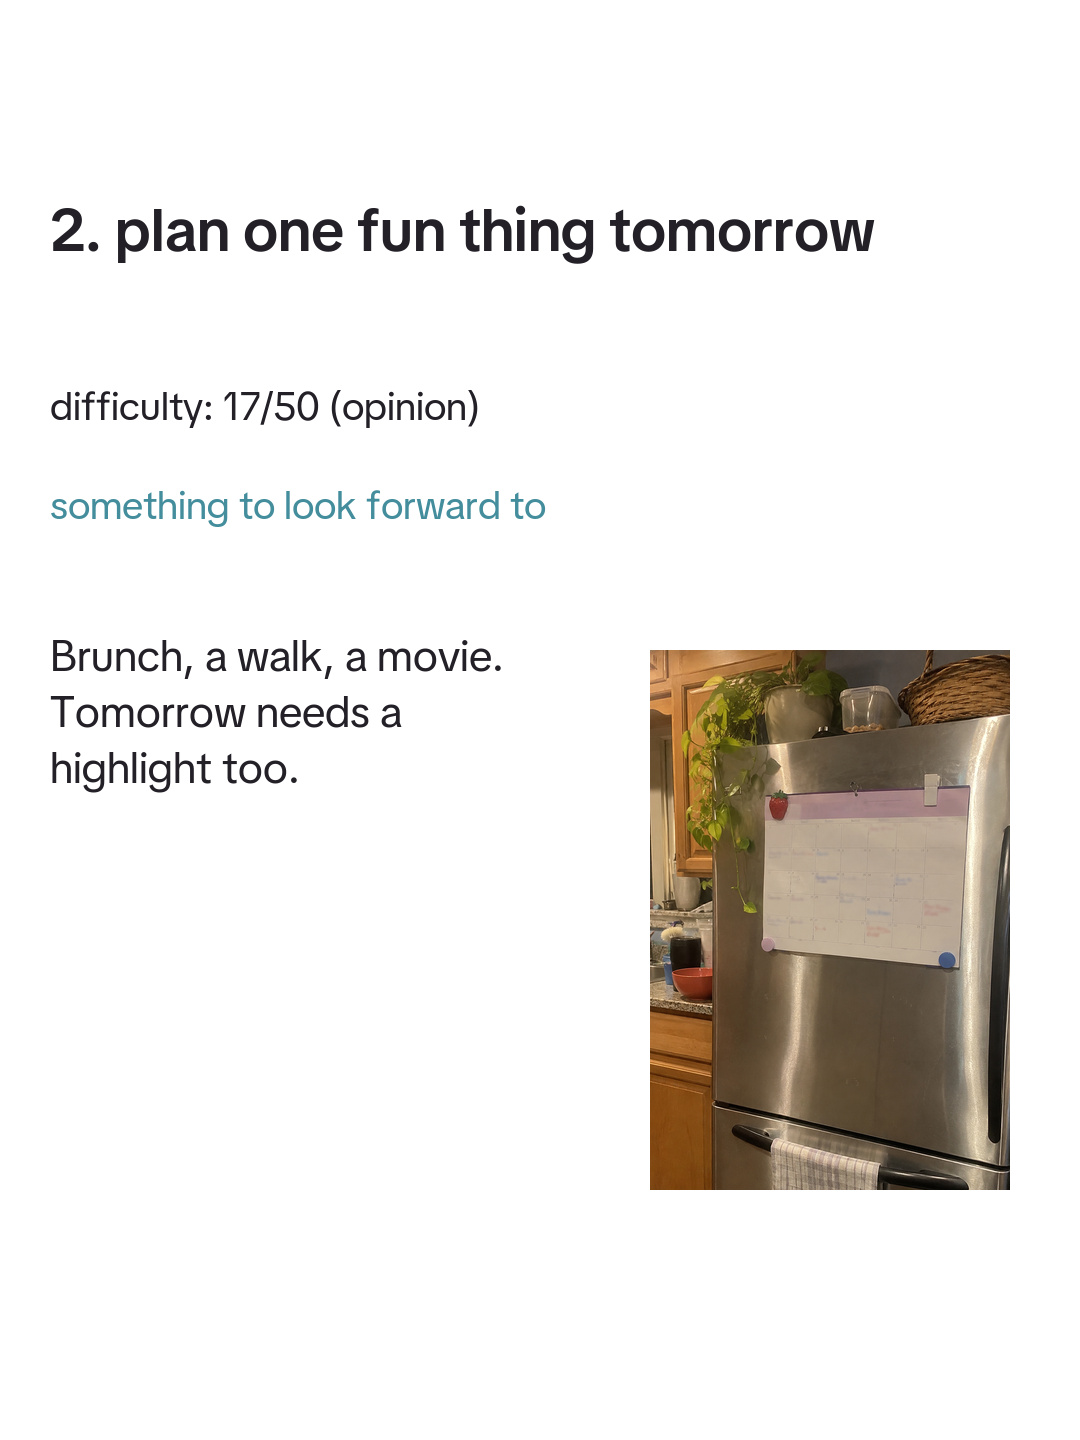 2. plan one fun thing tomorrow
difficulty: 17/50 (opinion)
something to look forward to
Brunch, a walk, a movie.
Tomorrow needs a
highlight too.